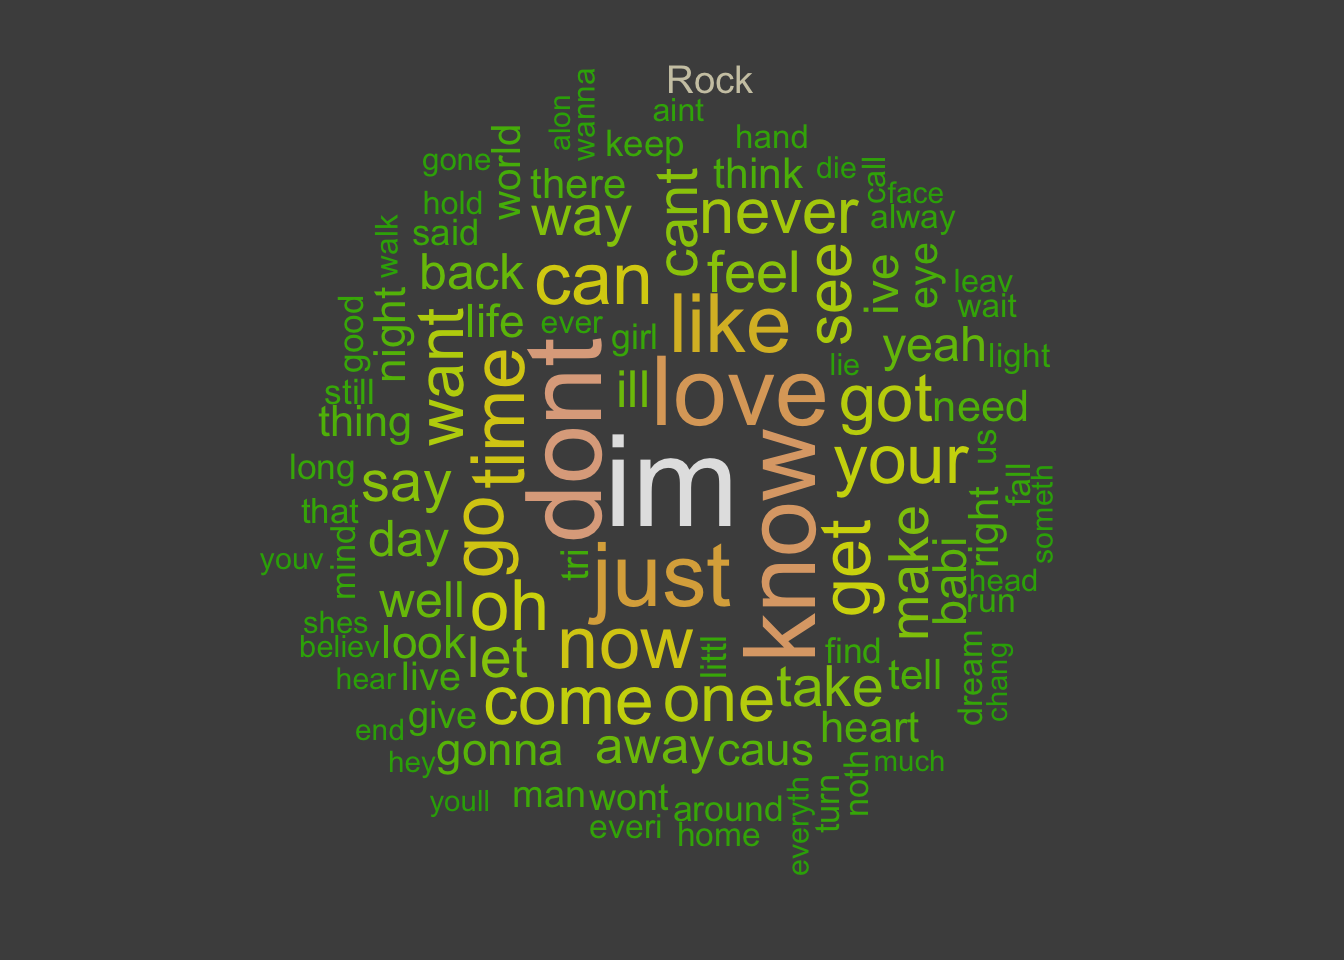 Rock
aint
alon
wanna
keep
hand
gone
world
there
think
die
call
face
hold
way
cant
never
alway
said
walk
back
can
feel
see
ive
eye
leav
wait
good
night
want
life
ever
girl
like
yeah
light
lie
still
thing
time
dont
ill
love
got
need
long
say
go
im
know
your
us
fall
someth
that
day
just
get
make
right
youv
mind
tri
babi
head
run
shes
well
oh
believ
look
let
now
littl
find
tell
dream
chang
hear
live
come
one
take
give
heart
end
hey
gonna
away
caus
much
youll
man
wont
around
everyth
turn
noth
everi
home